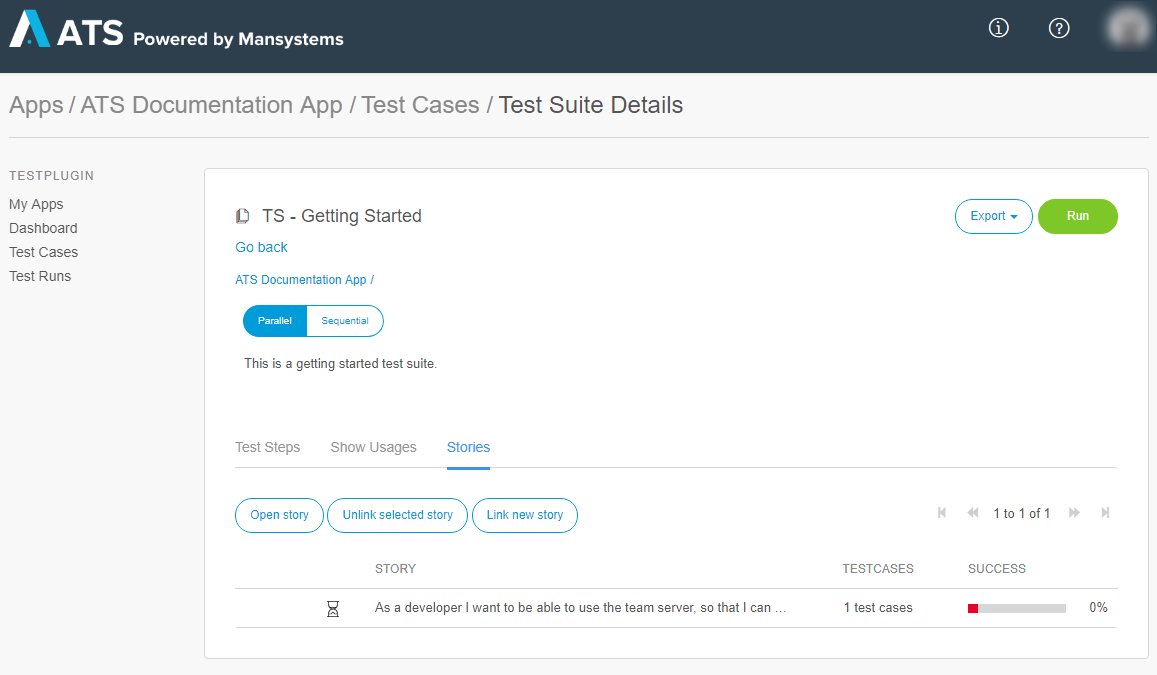 ATS Powered by Mansystems
Apps / ATS Documentation App / Test Cases / Test Suite Details
TESTPLUGIN
My Apps
Dashboard
Test Cases
Test Runs
TS - Getting Started
Export
Run
Go back
ATS Documentation App /
Parallel
Sequential
This is a getting started test suite.
Test Steps
Show Usages
Stories
Open story
Unlink selected story
Link new story
1 to 1 of 1
STORY
TESTCASES
SUCCESS
As a developer I want to be able to use the team server, so that I can ...
1 test cases
0%